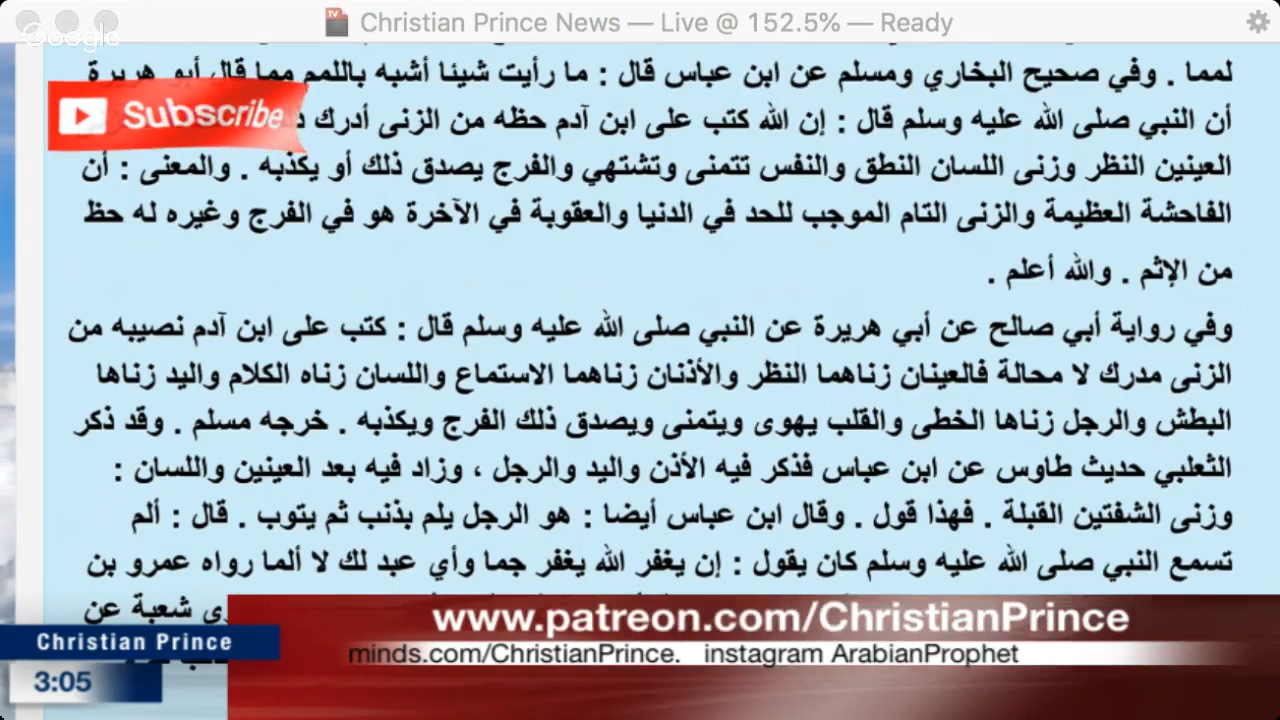 Christian Prince News — Live @ 152.5% — Ready
Google
لمما . وفي صحيح البخاري ومسلم عن ابن عباس قال : ما رأيت شيئا أشبه باللمم مما قال أبو هريرة
Subscribe
أن النبي صلى الله عليه وسلم قال : إن الله كتب على ابن آدم حظه من الزنى أدرك
العينين النظر وزنى اللسان النطق والنفس تتمنى وتشتهي والفرج يصدق ذلك أو يكذبه . والمعنى : أن
الفاحشة العظيمة والزنى التام الموجب للحد في الدنيا والعقوبة في الآخرة هو في الفرج وغيره له حظ
من الإثم . والله أعلم .
وفي رواية أبي صالح عن أبي هريرة عن النبي صلى الله عليه وسلم قال : كتب على ابن آدم نصيبه من
الزنى مدرك لا محالة فالعينان زناهما النظر والأذنان زناهما الاستماع واللسان زناه الكلام واليد زناها
البطش والرجل زناها الخطى والقلب يهوى ويتمنى ويصدق ذلك الفرج ويكذبه . خرجه مسلم . وقد ذكر
الثعلبي حديث طاوس عن ابن عباس فذكر فيه الأذن واليد والرجل ، وزاد فيه بعد العينين واللسان :
وزنى الشفتين القبلة . فهذا قول . وقال ابن عباس أيضا : هو الرجل يلم بذنب ثم يتوب . قال : ألم
تسمع النبي صلى الله عليه وسلم كان يقول : إن يغفر الله يغفر جما وأي عبد لك لا ألما رواه عمرو بن
شعبة عن
www.patreon.com/ChristianPrince
Christian Prince
minds.com/ChristianPrince. instagram ArabianProphet
3:05